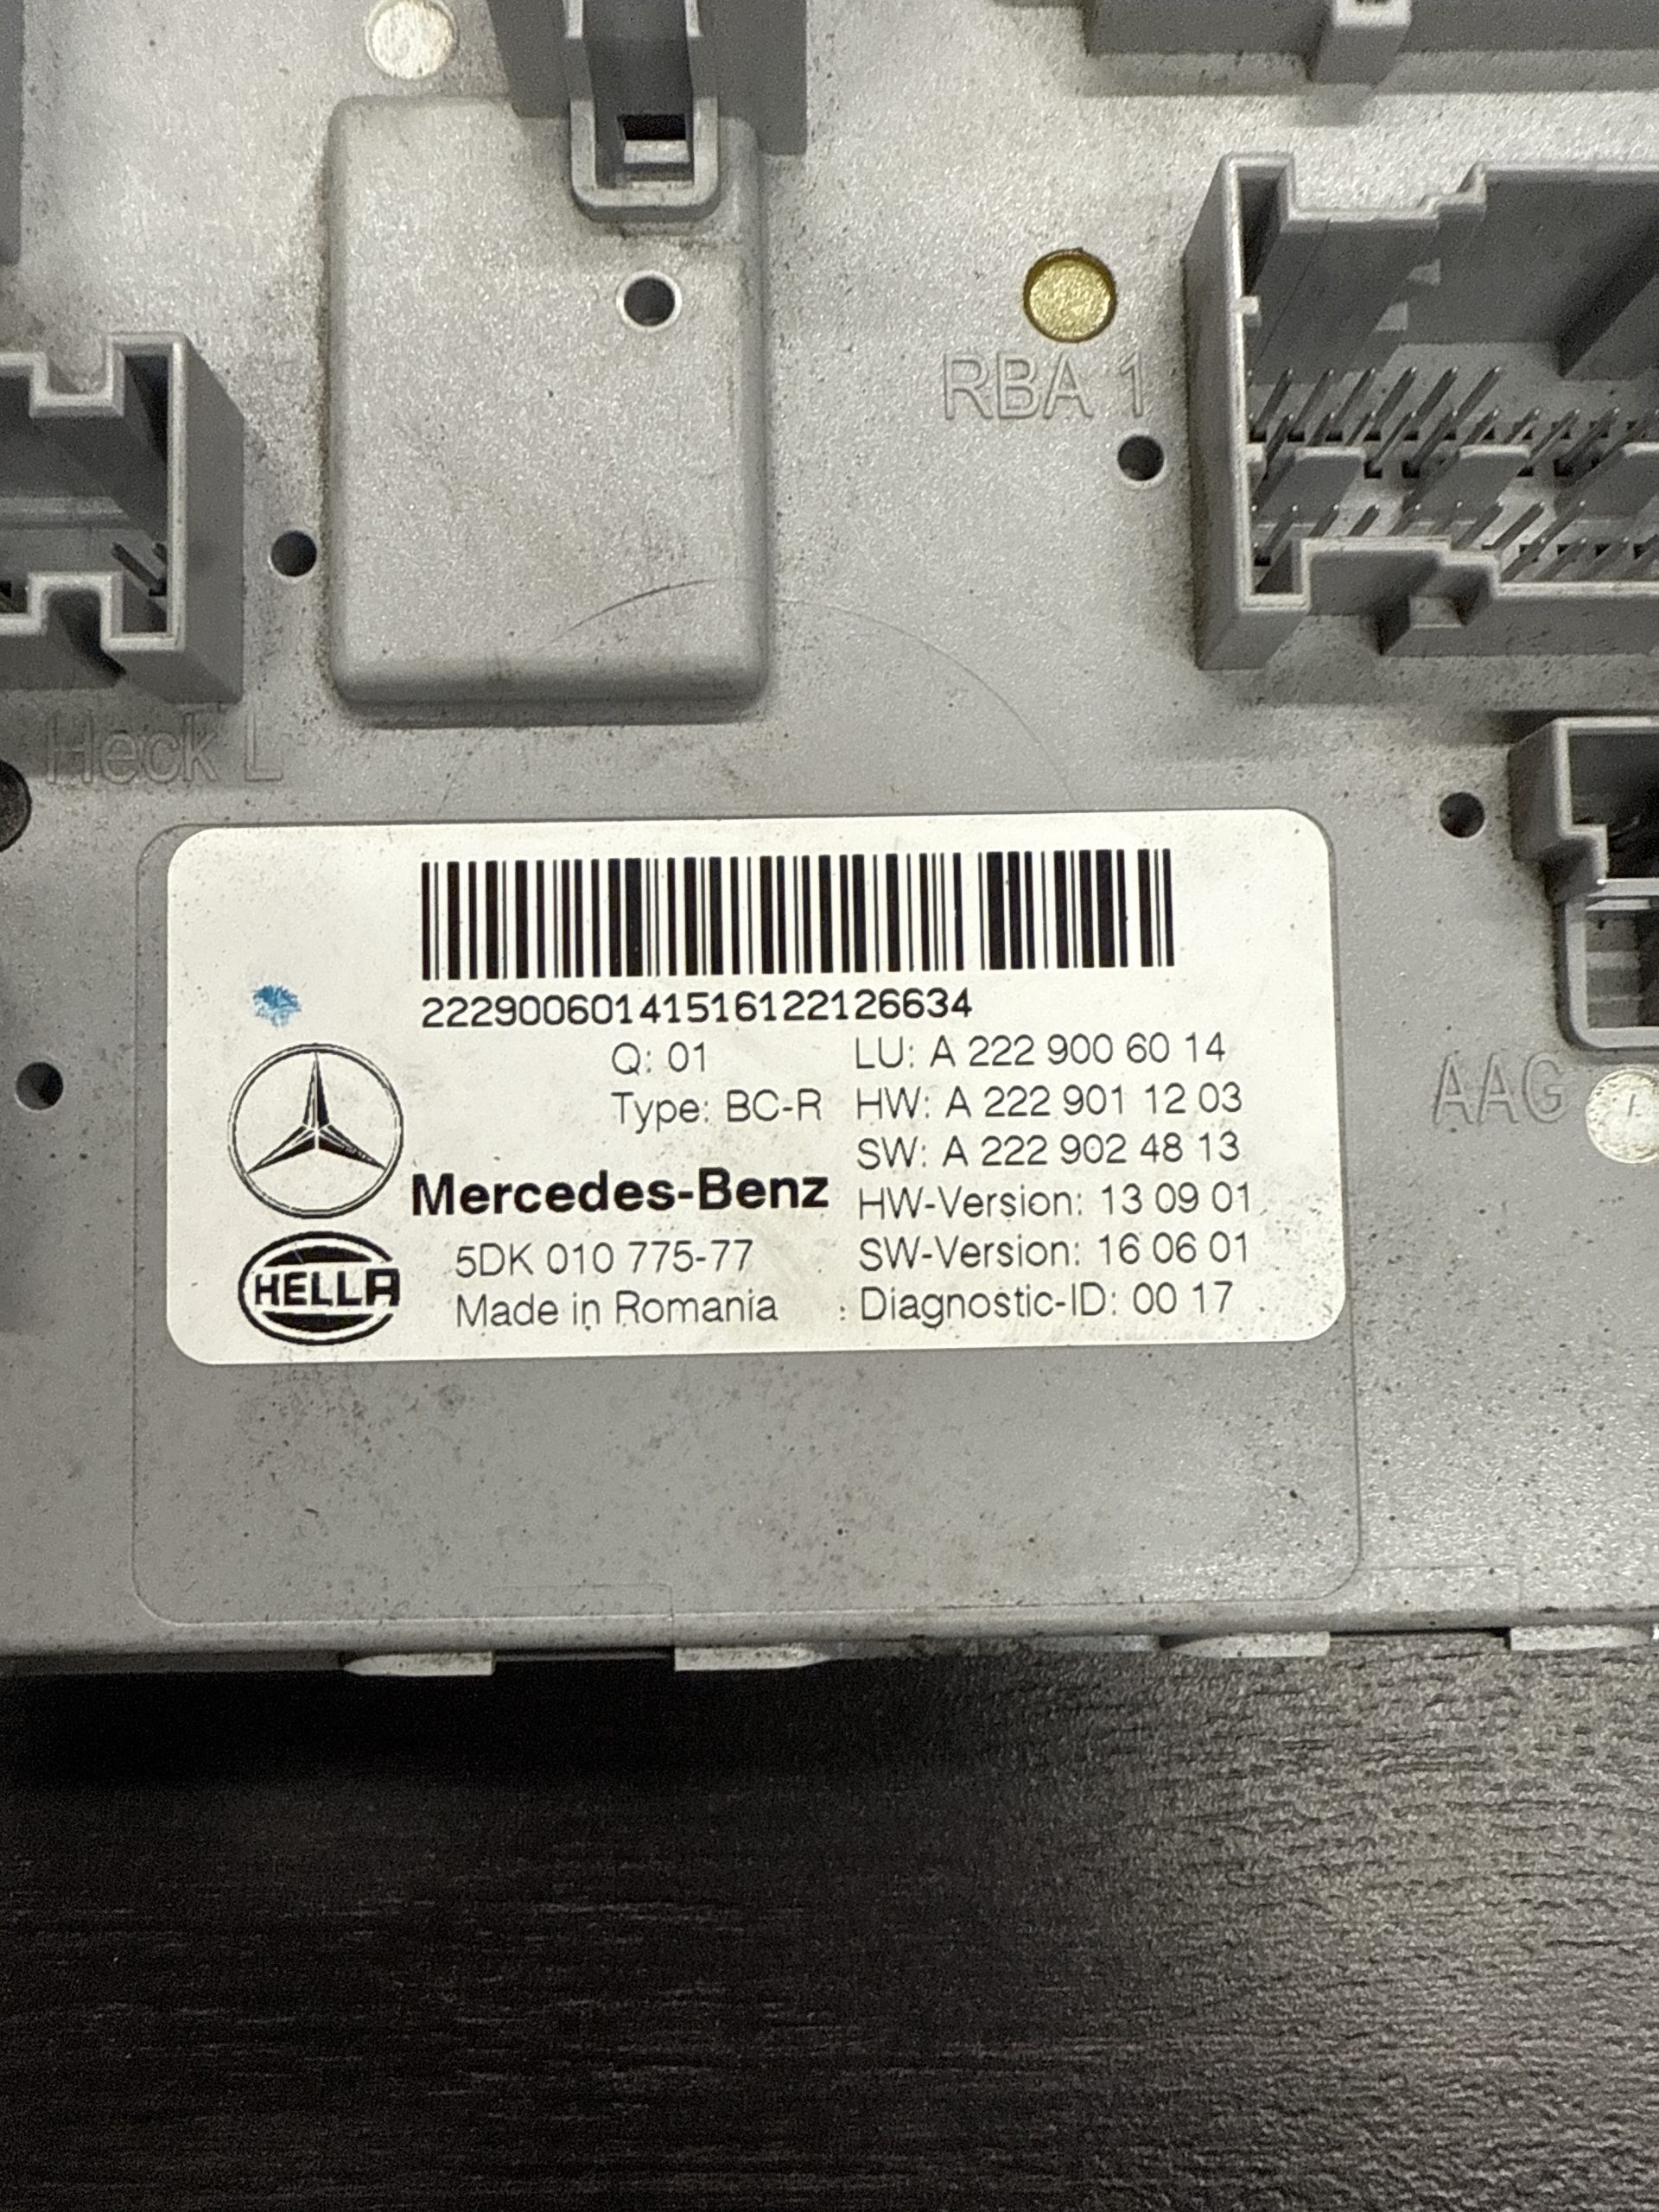 RBA 1
Heck L
22290060141516122126634
Q: 01
LU: A 222 900 60 14
Type: BC-R
HW: A 222 901 12 03
SW: A 222 902 48 13
Mercedes-Benz
HW-Version: 13 09 01
5DK 010 775-77
SW-Version: 16 06 01
HELLA
Made in Romania
Diagnostic-ID: 00 17
AAG